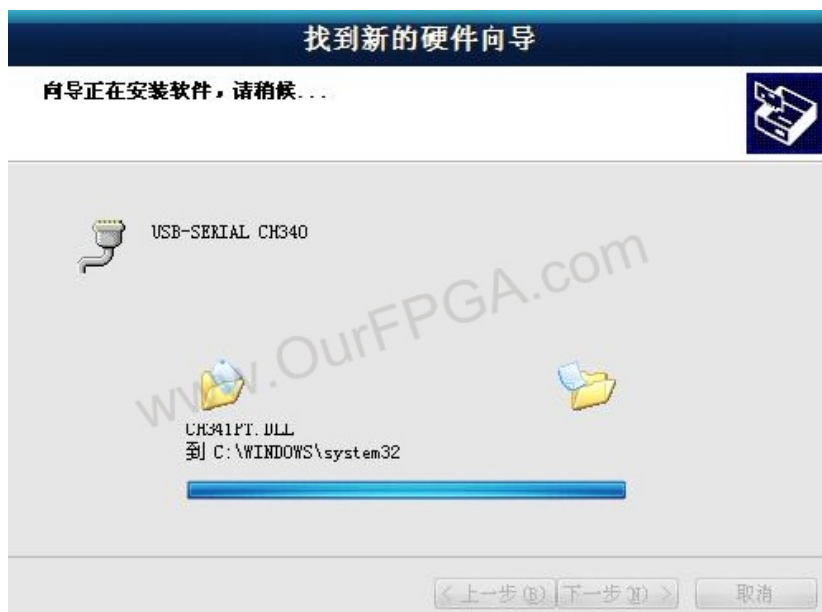 找到新的硬件向导
向导正在安装软件，请稍候...
USB-SERIAL CH340
www.OurFPGA.com
CH341PT.DLL
到 C:\WINDOWS\system32
< 上一步(B) 下一步(N) > 取消